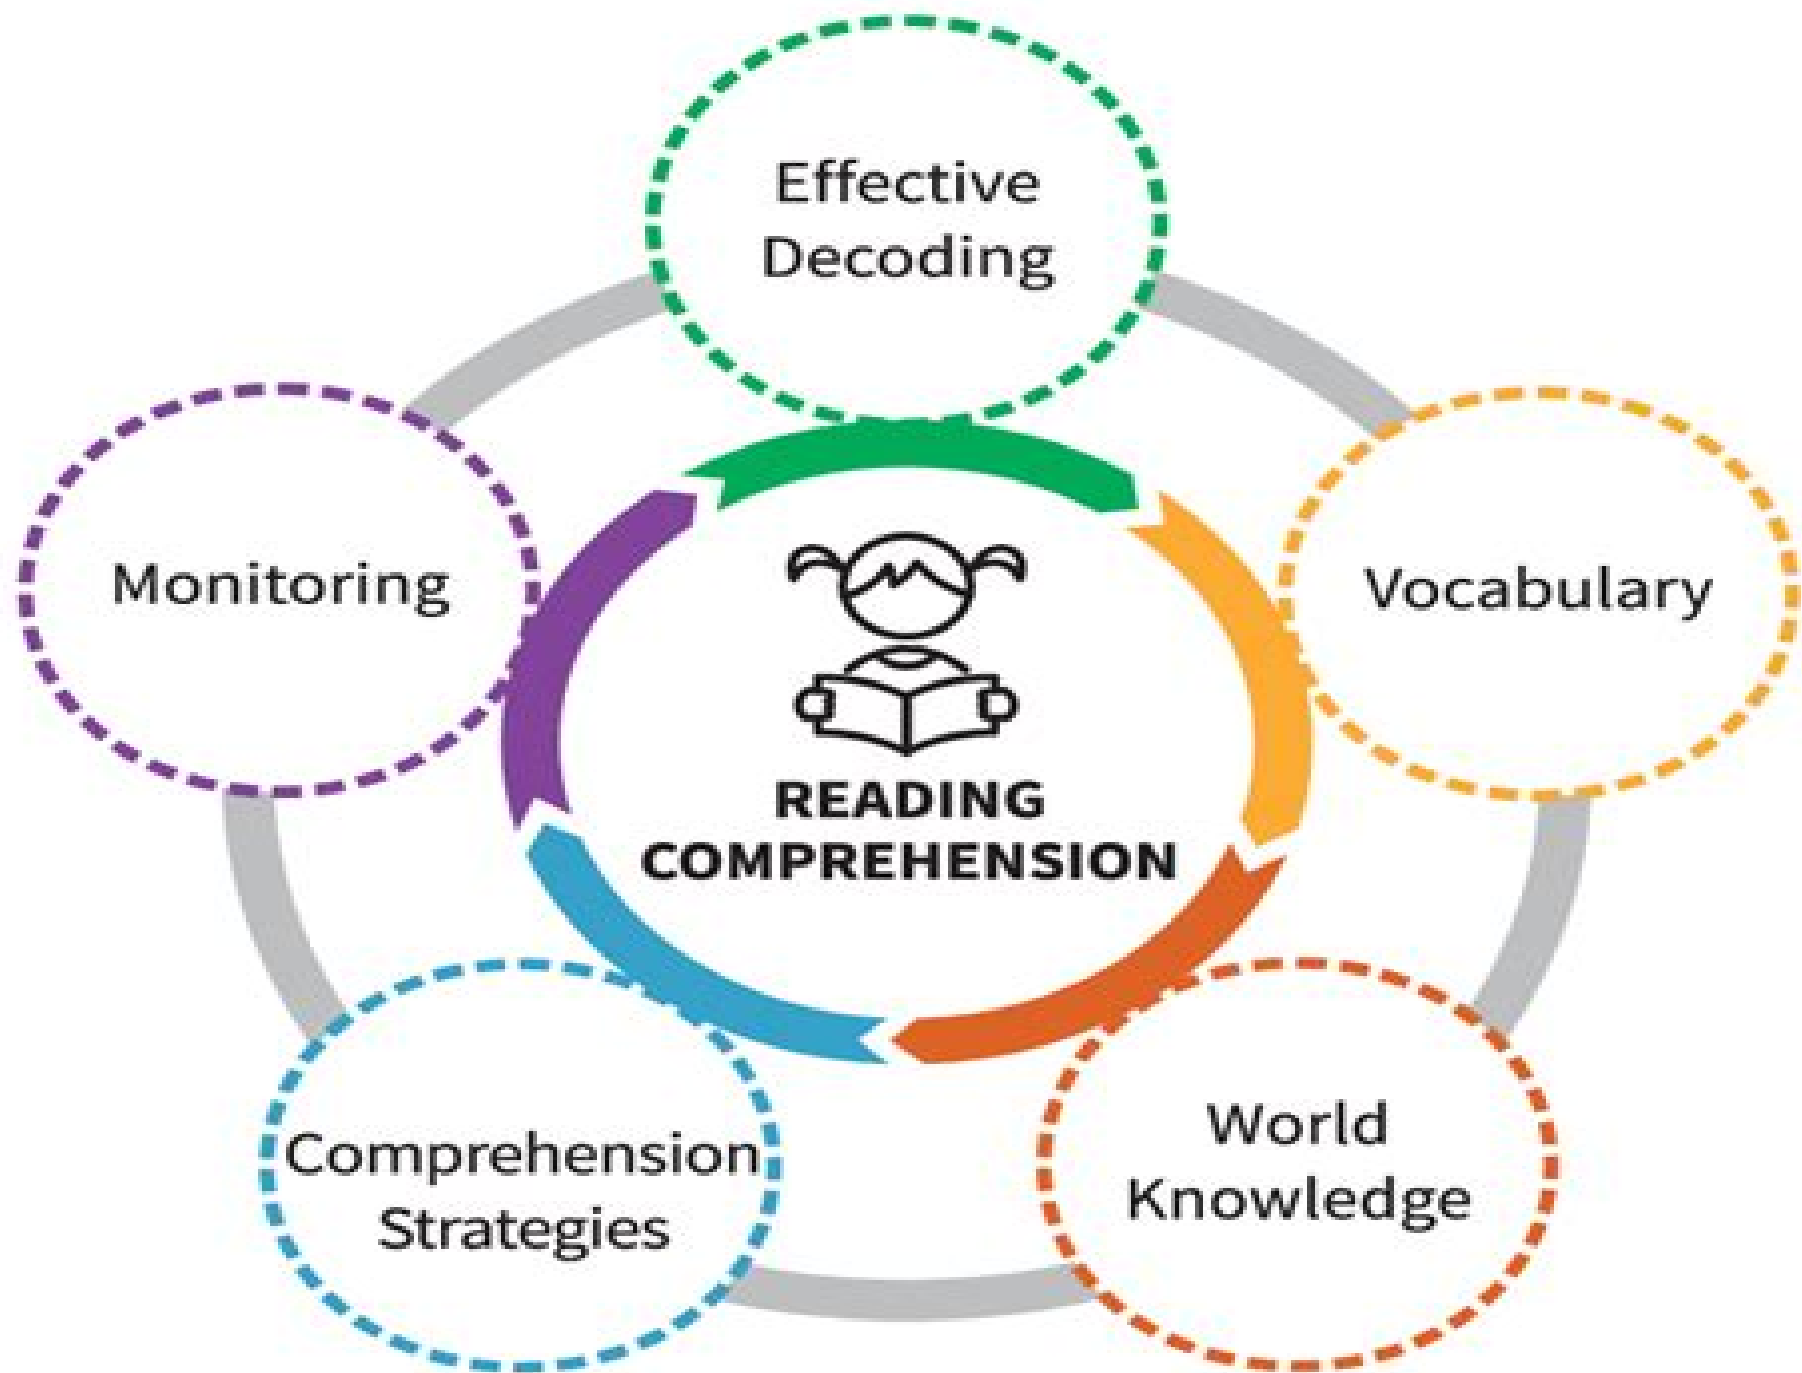 Effective
Decoding
Monitoring
Vocabulary
READING
COMPREHENSION
Comprehension
Strategies
World
Knowledge